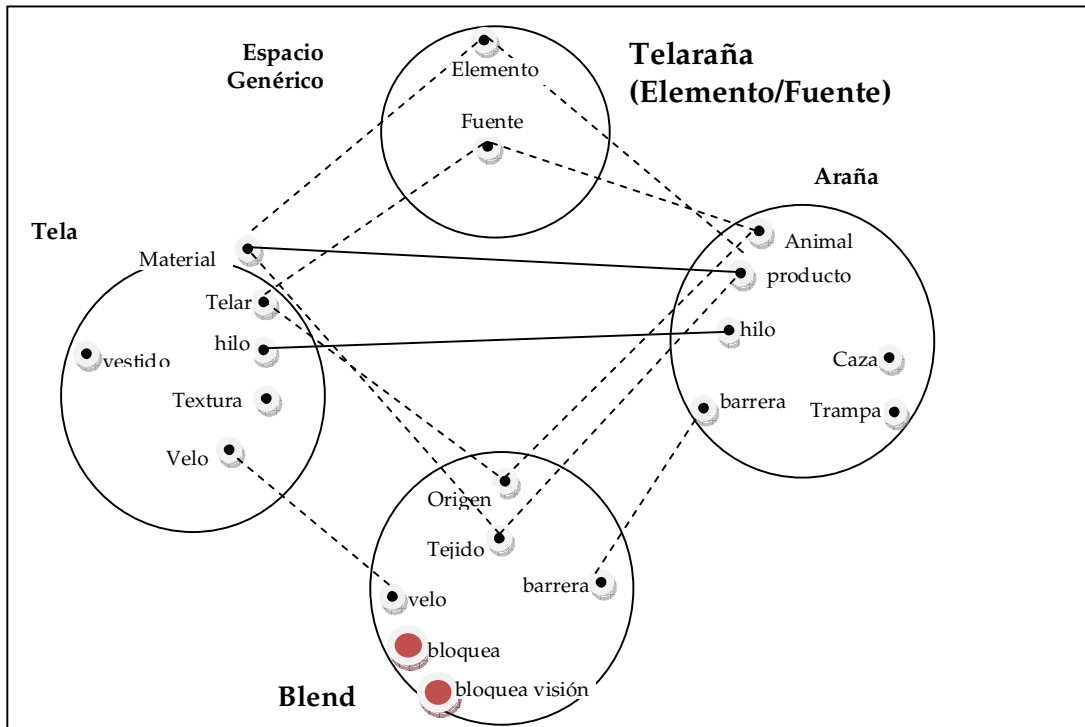 Espacio
Genérico
Elemento
Fuente
Telaraña
(Elemento/Fuente)
Araña
Animal
producto
hilo
Caza
barrera
Trampa
Tela
Material
Telar
hilo
vestido
Textura
Velo
Origen
Tejido
barrera
velo
bloquea
bloquea visión
Blend